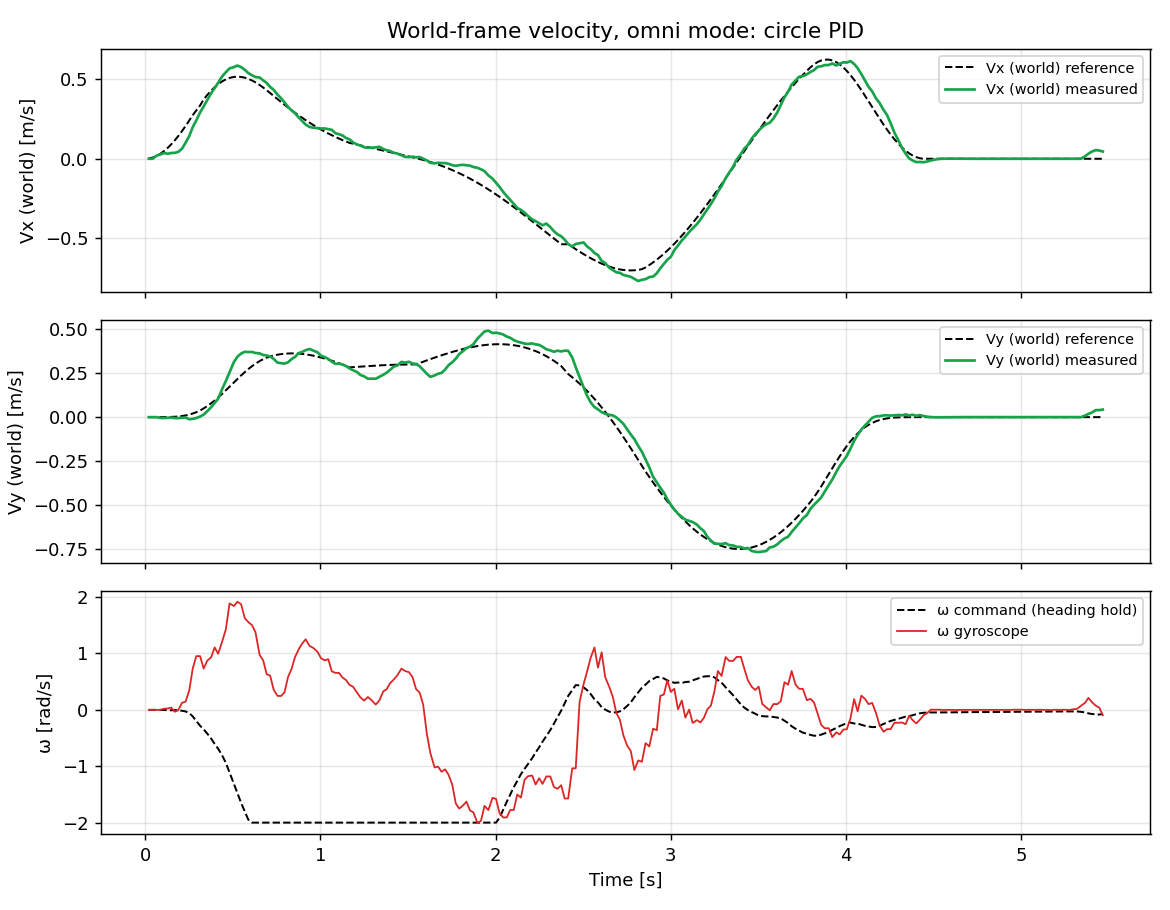 World-frame velocity, omni mode: circle PID
Vx (world) [m/s]
0.5
0.0
−0.5
Vx (world) reference
Vx (world) measured
Vy (world) [m/s]
0.50
0.25
0.00
−0.25
−0.50
−0.75
Vy (world) reference
Vy (world) measured
ω [rad/s]
2
1
0
−1
−2
ω command (heading hold)
ω gyroscope
0 1 2 3 4 5
Time [s]